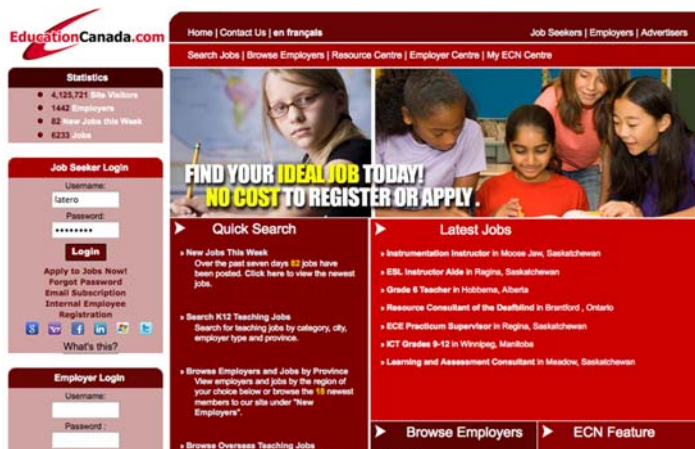 EducationCanada.com
Home | Contact Us | en français
Job Seekers | Employers | Advertisers
Search Jobs | Browse Employers | Resource Centre | Employer Centre | My ECN Centre
Statistics
4,125,721 Site Visitors
1442 Employers
82 New Jobs this Week
6233 Jobs
Job Seeker Login
Username:
latero
Password:
••••••••
Login
Apply to Jobs Now!
Forgot Password
Email Subscription
Internal Employee
Registration
What's this?
Employer Login
Username:
Password :
FIND YOUR IDEAL JOB TODAY!
NO COST TO REGISTER OR APPLY .
Quick Search
» New Jobs This Week
Over the past seven days 82 jobs have
been posted. Click here to view the newest
jobs.
» Search K12 Teaching Jobs
Search for teaching jobs by category, city,
employer type and province.
» Browse Employers and Jobs by Province
View employers and jobs by the region of
your choice below or browse the 18 newest
members to our site under "New
Employers".
» Browse Overseas Teaching Jobs
Latest Jobs
» Instrumentation Instructor in Moose Jaw, Saskatchewan
» ESL Instructor Aide in Regina, Saskatchewan
» Grade 6 Teacher in Hobbema, Alberta
» Resource Consultant of the Deafblind in Brantford , Ontario
» ECE Practicum Supervisor in Regina, Saskatchewan
» ICT Grades 9-12 in Winnipeg, Manitoba
» Learning and Assessment Consultant in Meadow, Saskatchewan
Browse Employers
ECN Feature